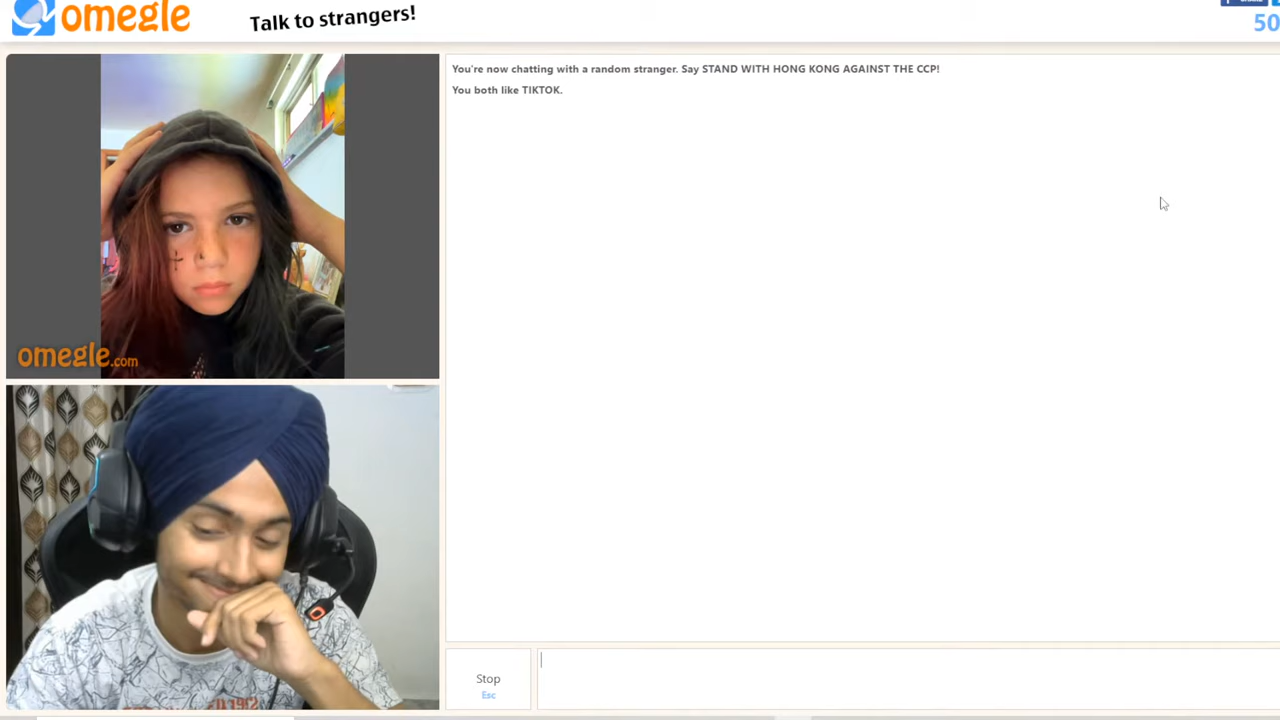 omegle
Talk to strangers!
50
You're now chatting with a random stranger. Say STAND WITH HONG KONG AGAINST THE CCP!
You both like TIKTOK.
omegle.com
Stop
Esc